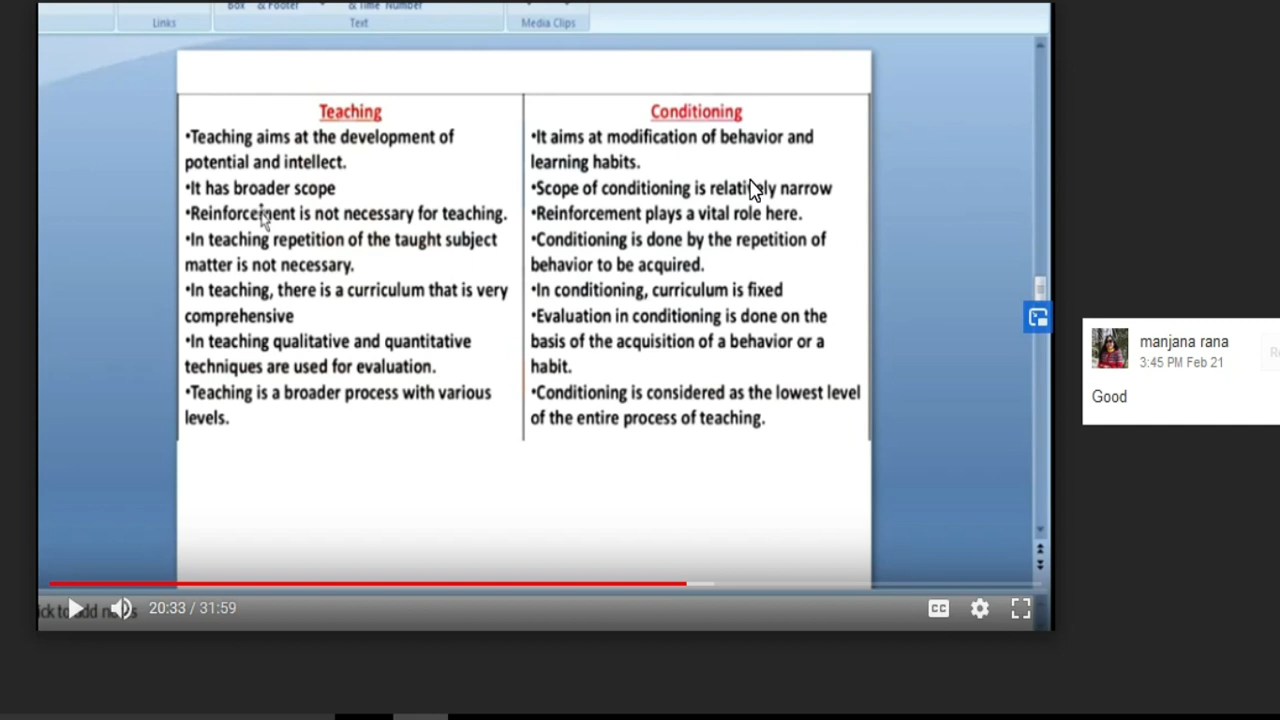 Box & Footer & Time Number
Links Text Media Clips
Teaching
•Teaching aims at the development of
potential and intellect.
•It has broader scope
•Reinforcement is not necessary for teaching.
•In teaching repetition of the taught subject
matter is not necessary.
•In teaching, there is a curriculum that is very
comprehensive
•In teaching qualitative and quantitative
techniques are used for evaluation.
•Teaching is a broader process with various
levels.
Conditioning
•It aims at modification of behavior and
learning habits.
•Scope of conditioning is relatively narrow
•Reinforcement plays a vital role here.
•Conditioning is done by the repetition of
behavior to be acquired.
•In conditioning, curriculum is fixed
•Evaluation in conditioning is done on the
basis of the acquisition of a behavior or a
habit.
•Conditioning is considered as the lowest level
of the entire process of teaching.
manjana rana
3:45 PM Feb 21
Good
to add
20:33 / 31:59
CC